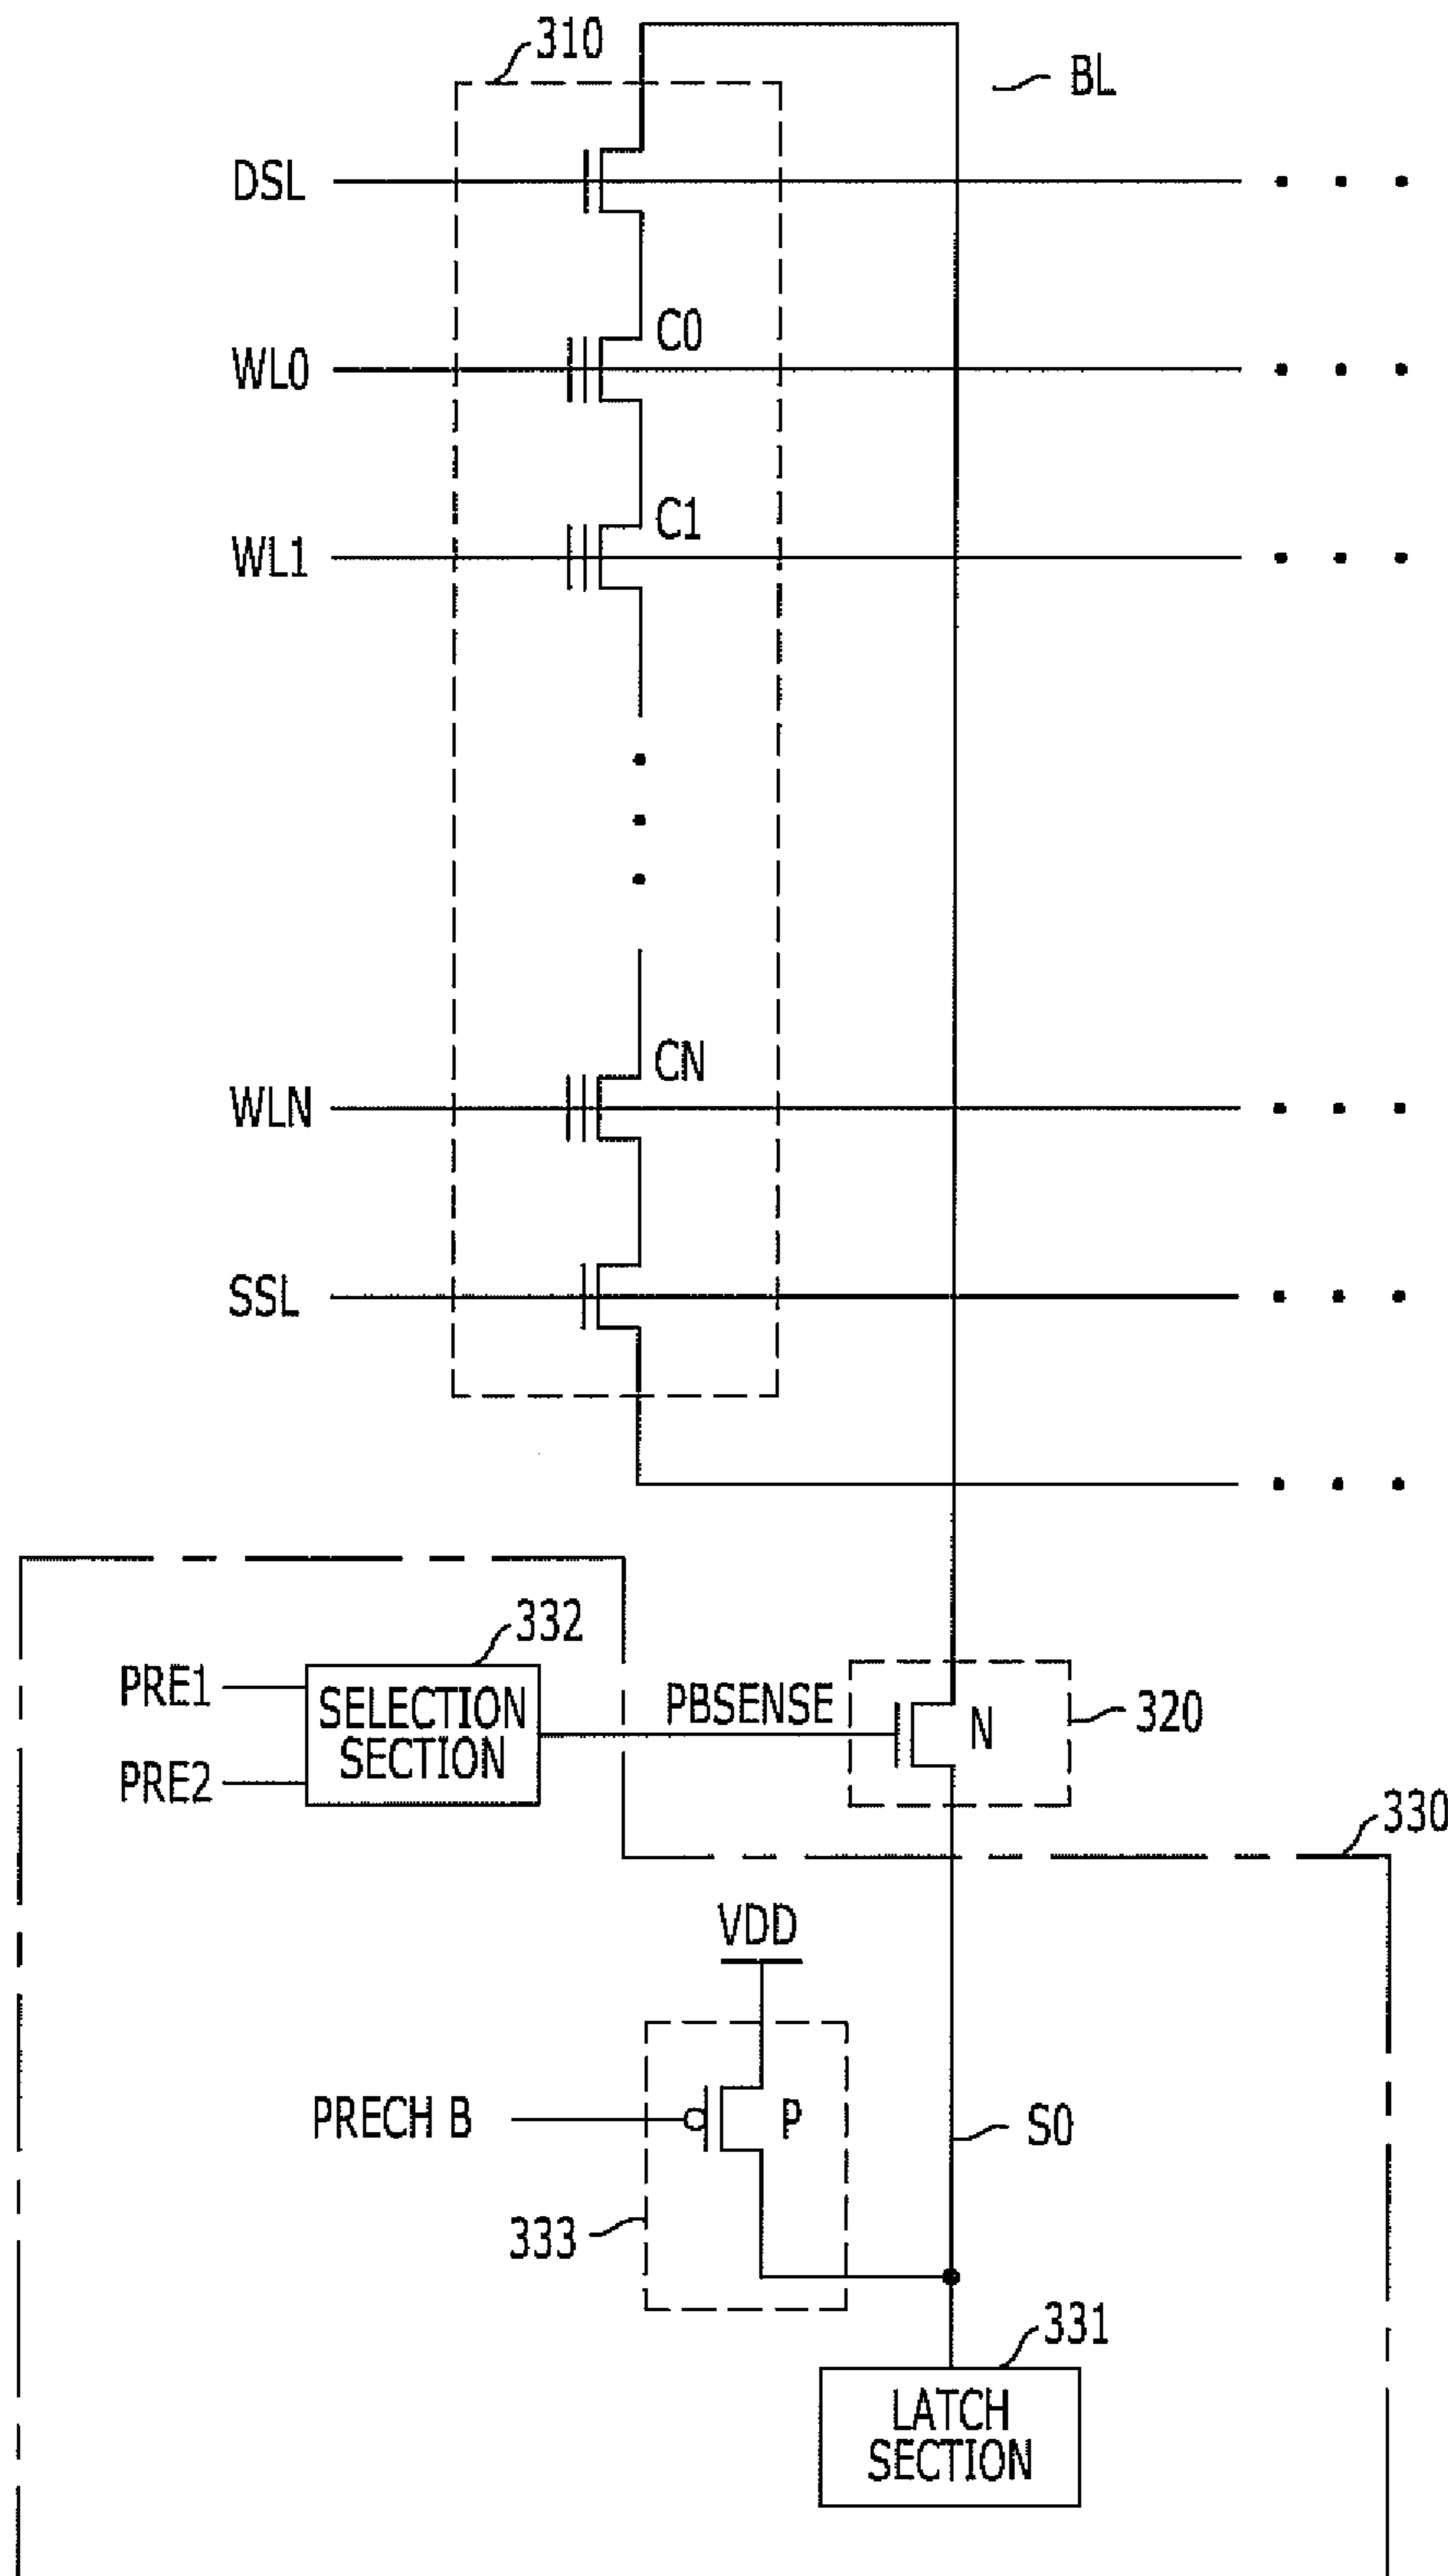 310
BL
DSL
C0
WL0
C1
WL1
CN
WLN
SSL
332
PRE1
SELECTION
SECTION
PBSENSE
N
320
PRE2
330
VDD
PRECH B
P
S0
333
331
LATCH
SECTION